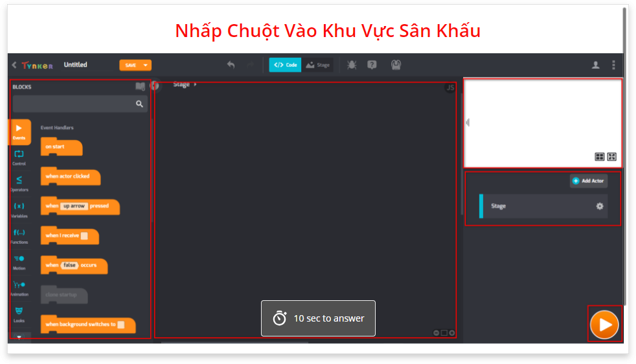 Nhấp Chuột Vào Khu Vực Sân Khấu
TYNKER
Untitled
SAVE
Code
Stage
BLOCKS
Stage
JS
Events
Control
Operators
Variables
Functions
Motion
Animation
Looks
Event Handlers
on start
when actor clicked
when up arrow pressed
when I receive
when false occurs
when background switches to
Add Actor
Stage
10 sec to answer